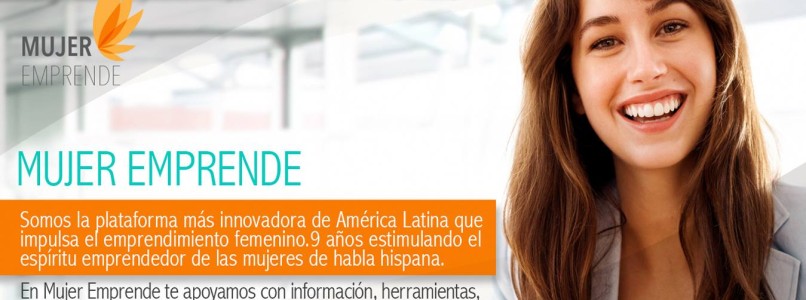 MUJER
EMPRENDE
MUJER EMPRENDE
Somos la plataforma más innovadora de América Latina que
impulsa el emprendimiento femenino.9 años estimulando el
espíritu emprendedor de las mujeres de habla hispana.
En Mujer Emprende te apoyamos con información, herramientas,